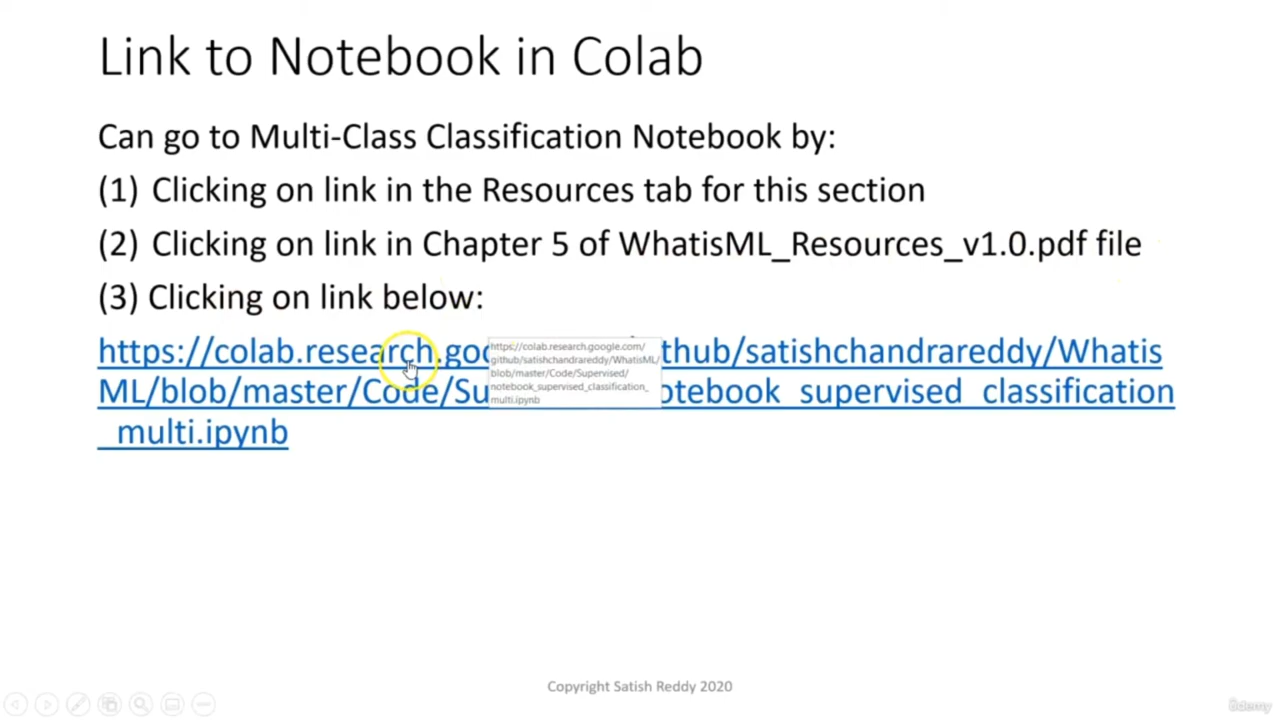 Link to Notebook in Colab
Can go to Multi-Class Classification Notebook by:
(1) Clicking on link in the Resources tab for this section
(2) Clicking on link in Chapter 5 of WhatisML_Resources_v1.0.pdf file
(3) Clicking on link below:
https://colab.research.goo thub/satishchandrareddy/Whatis
ML/blob/master/Code/Su otebook_supervised_classification
_multi.ipynb
https://colab.research.google.com/
github/satishchandrareddy/WhatisML/
blob/master/Code/Supervised/
notebook_supervised_classification_
multi.ipynb
Copyright Satish Reddy 2020
ûdemy